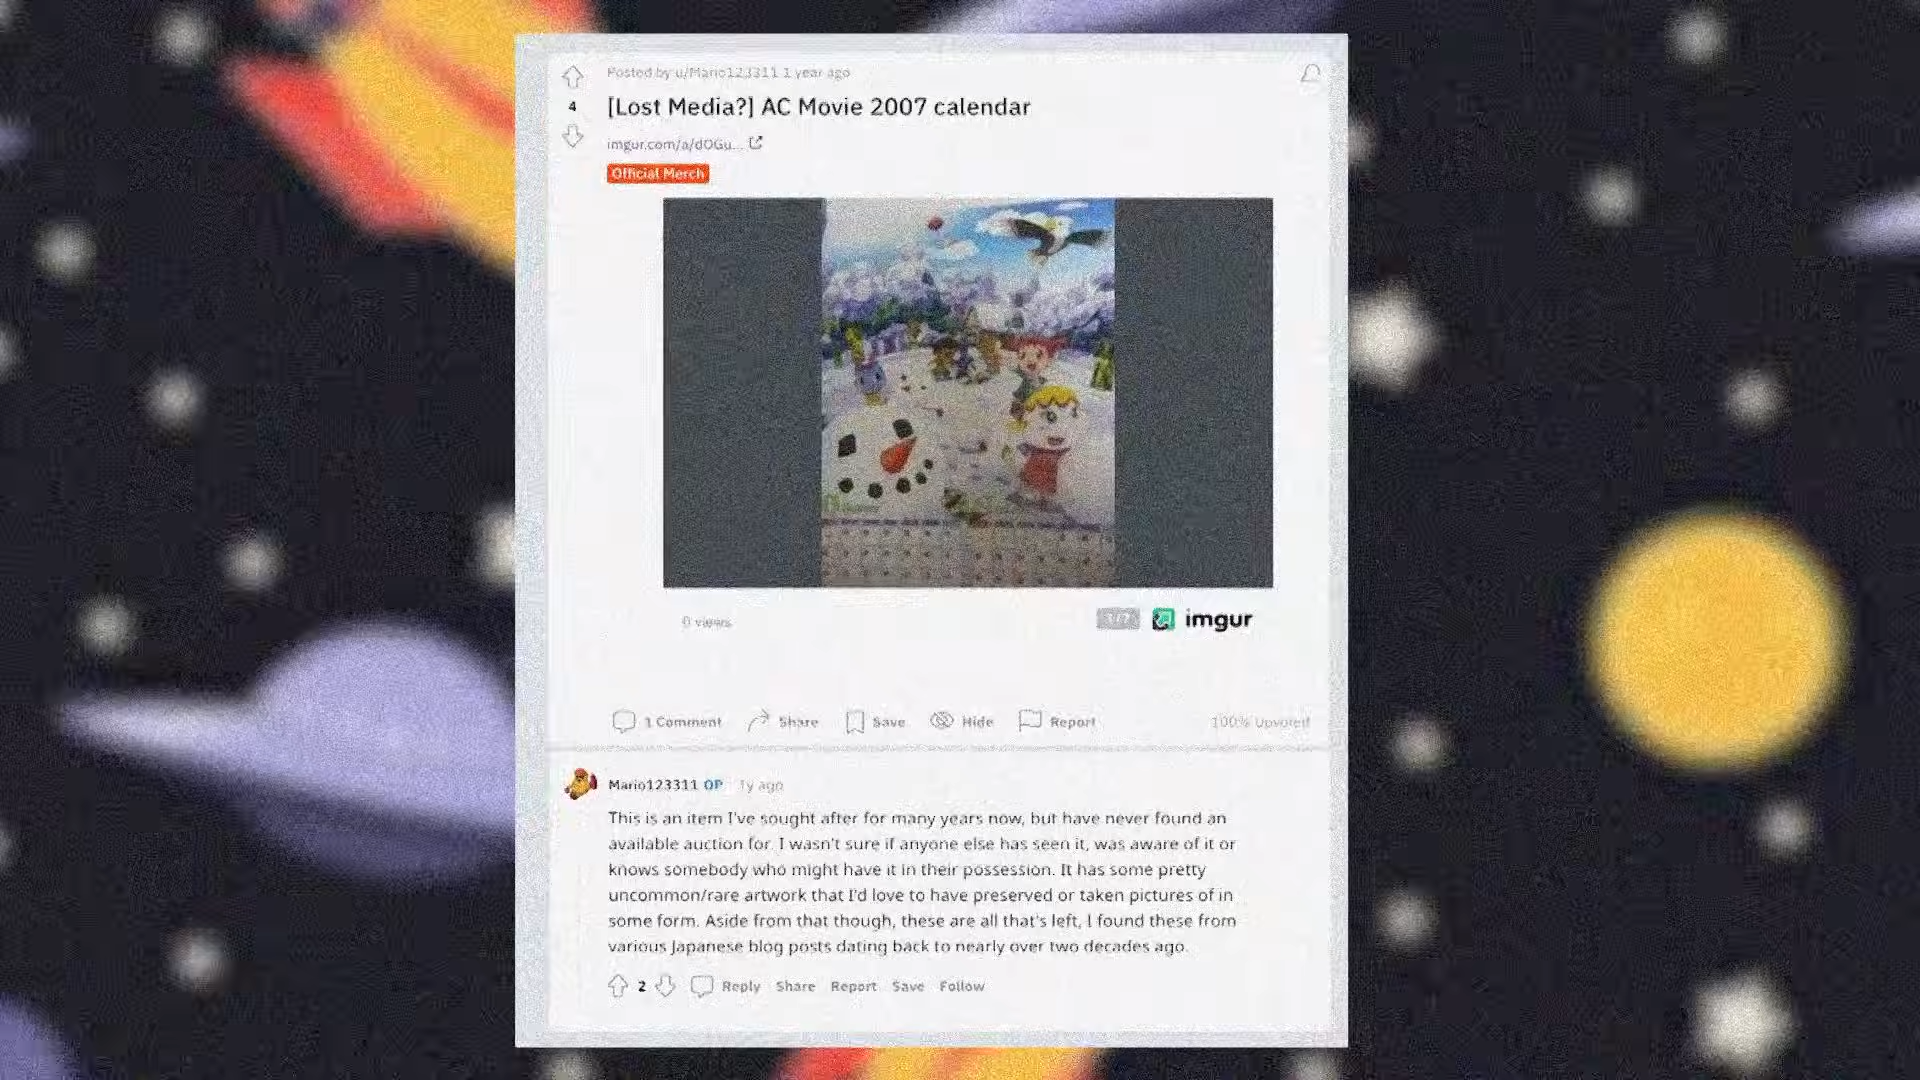 Posted by u/Mario123311 1 year ago
4
[Lost Media?] AC Movie 2007 calendar
imgur.com/a/dOGu...
Official Merch
0 views
1/7
imgur
1 Comment
Share
Save
Hide
Report
100% Upvoted
Mario123311 OP 1y ago
This is an item I've sought after for many years now, but have never found an
available auction for. I wasn't sure if anyone else has seen it, was aware of it or
knows somebody who might have it in their possession. It has some pretty
uncommon/rare artwork that I'd love to have preserved or taken pictures of in
some form. Aside from that though, these are all that's left, I found these from
various Japanese blog posts dating back to nearly over two decades ago.
2
Reply
Share
Report
Save
Follow